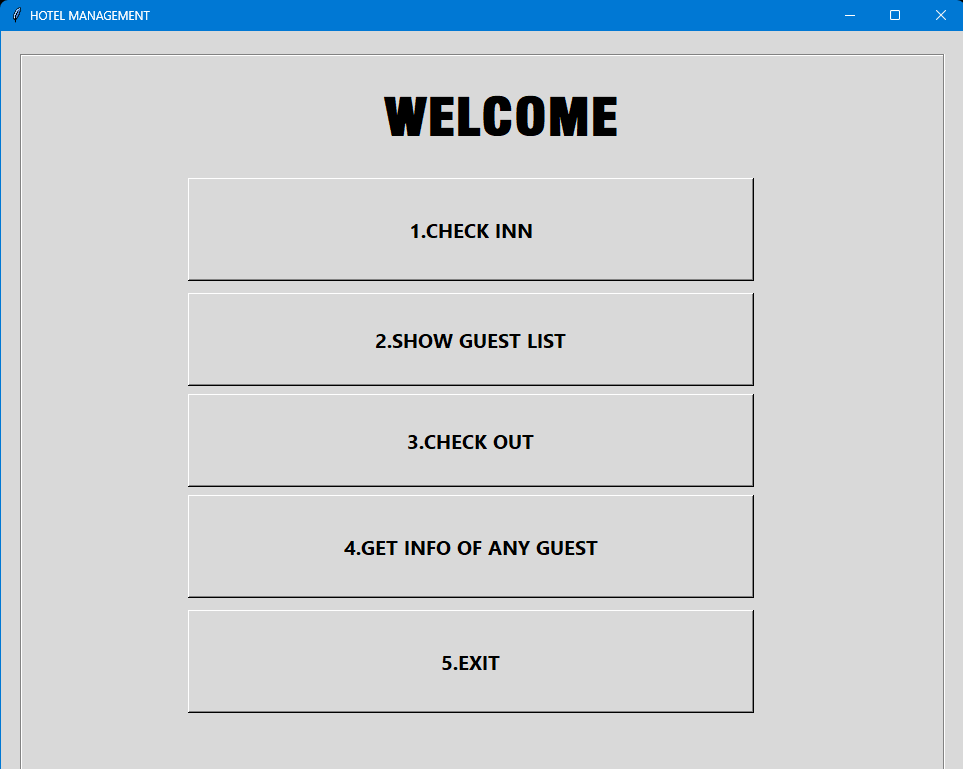 HOTEL MANAGEMENT
WELCOME
1.CHECK INN
2.SHOW GUEST LIST
3.CHECK OUT
4.GET INFO OF ANY GUEST
5.EXIT